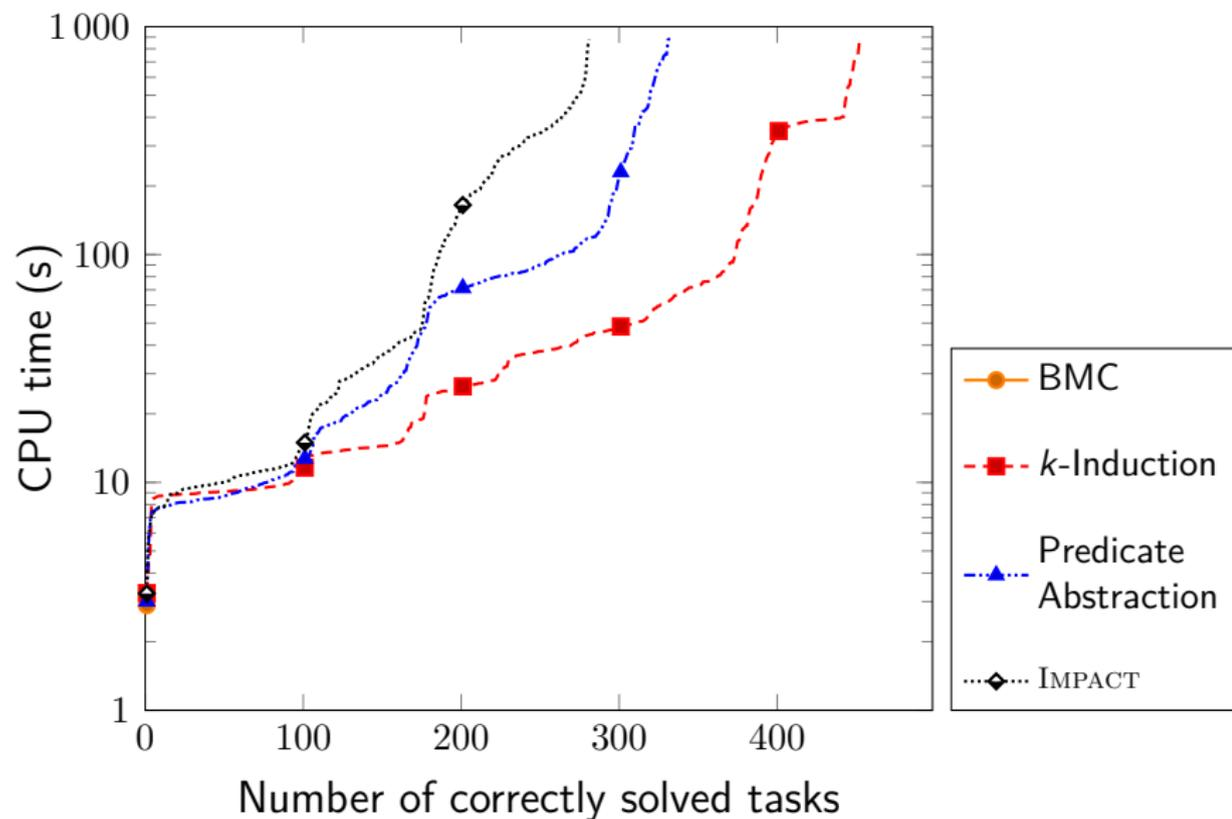 1 000
100
10
1
CPU time (s)
0 100 200 300 400
Number of correctly solved tasks
BMC
k-Induction
Predicate
Abstraction
IMPACT